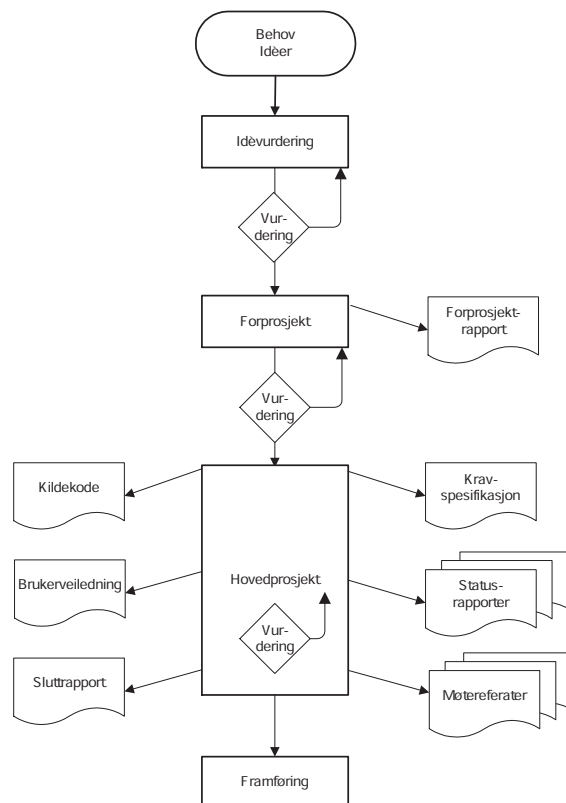 Behov
Idèer
Idèvurdering
Vur-
dering
Forprosjekt
Forprosjekt-
rapport
Vur-
dering
Kildekode
Krav-
spesifikasjon
Brukerveiledning
Hovedprosjekt
Status-
rapporter
Vur-
dering
Sluttrapport
Møtereferater
Framføring